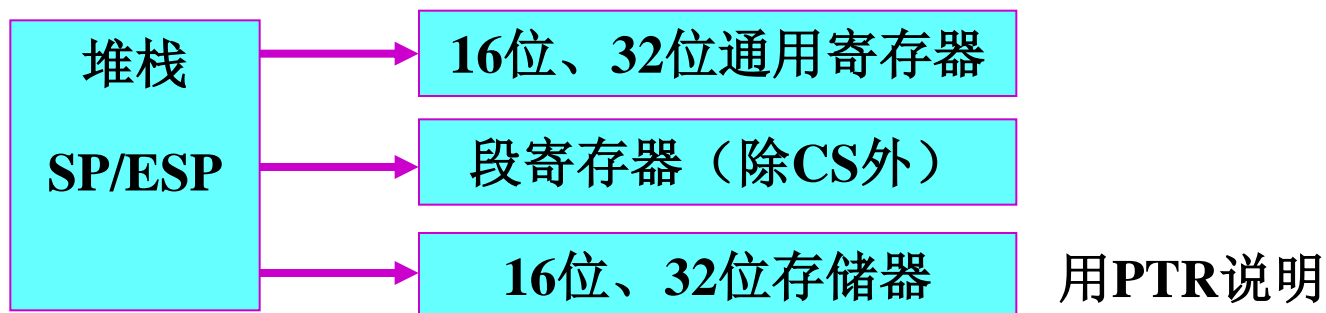 堆栈
SP/ESP
16位、32位通用寄存器
段寄存器（除CS外）
16位、32位存储器
用PTR说明